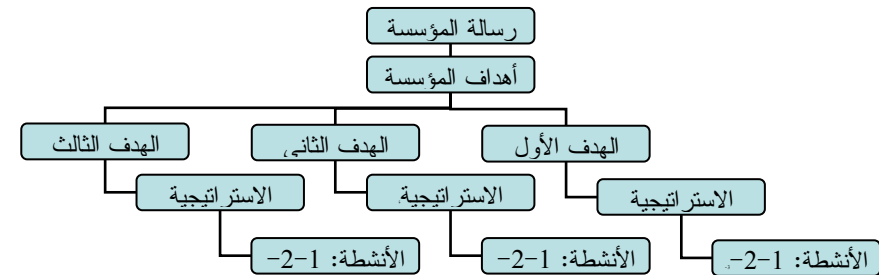 رسالة المؤسسة
أهداف المؤسسة
الهدف الأول
الهدف الثاني
الهدف الثالث
الاستراتيجية
الاستراتيجية
الاستراتيجية
الأنشطة: 1-2-
الأنشطة: 1-2-
الأنشطة: 1-2-